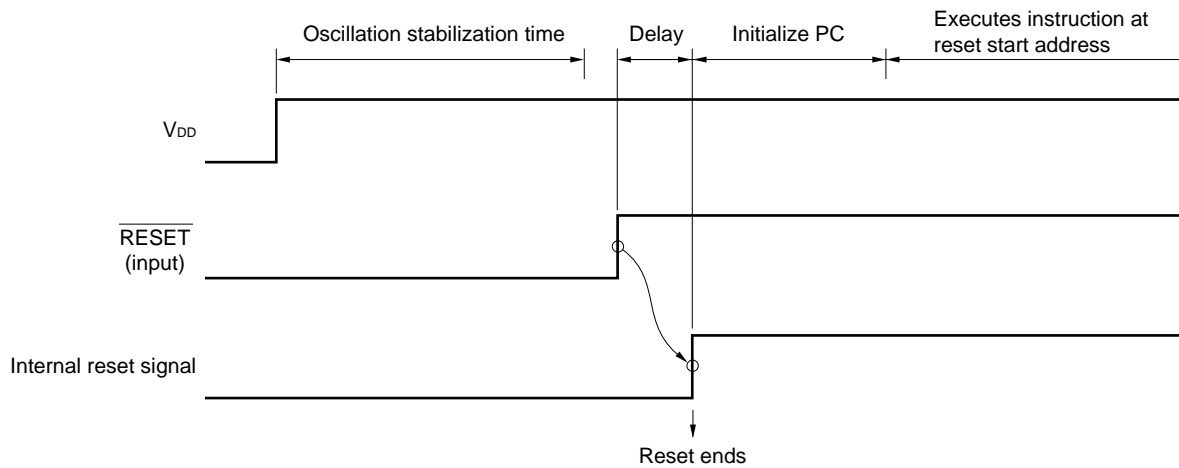 Oscillation stabilization time
Delay
Initialize PC
Executes instruction at
reset start address
VDD
RESET
(input)
Internal reset signal
Reset ends